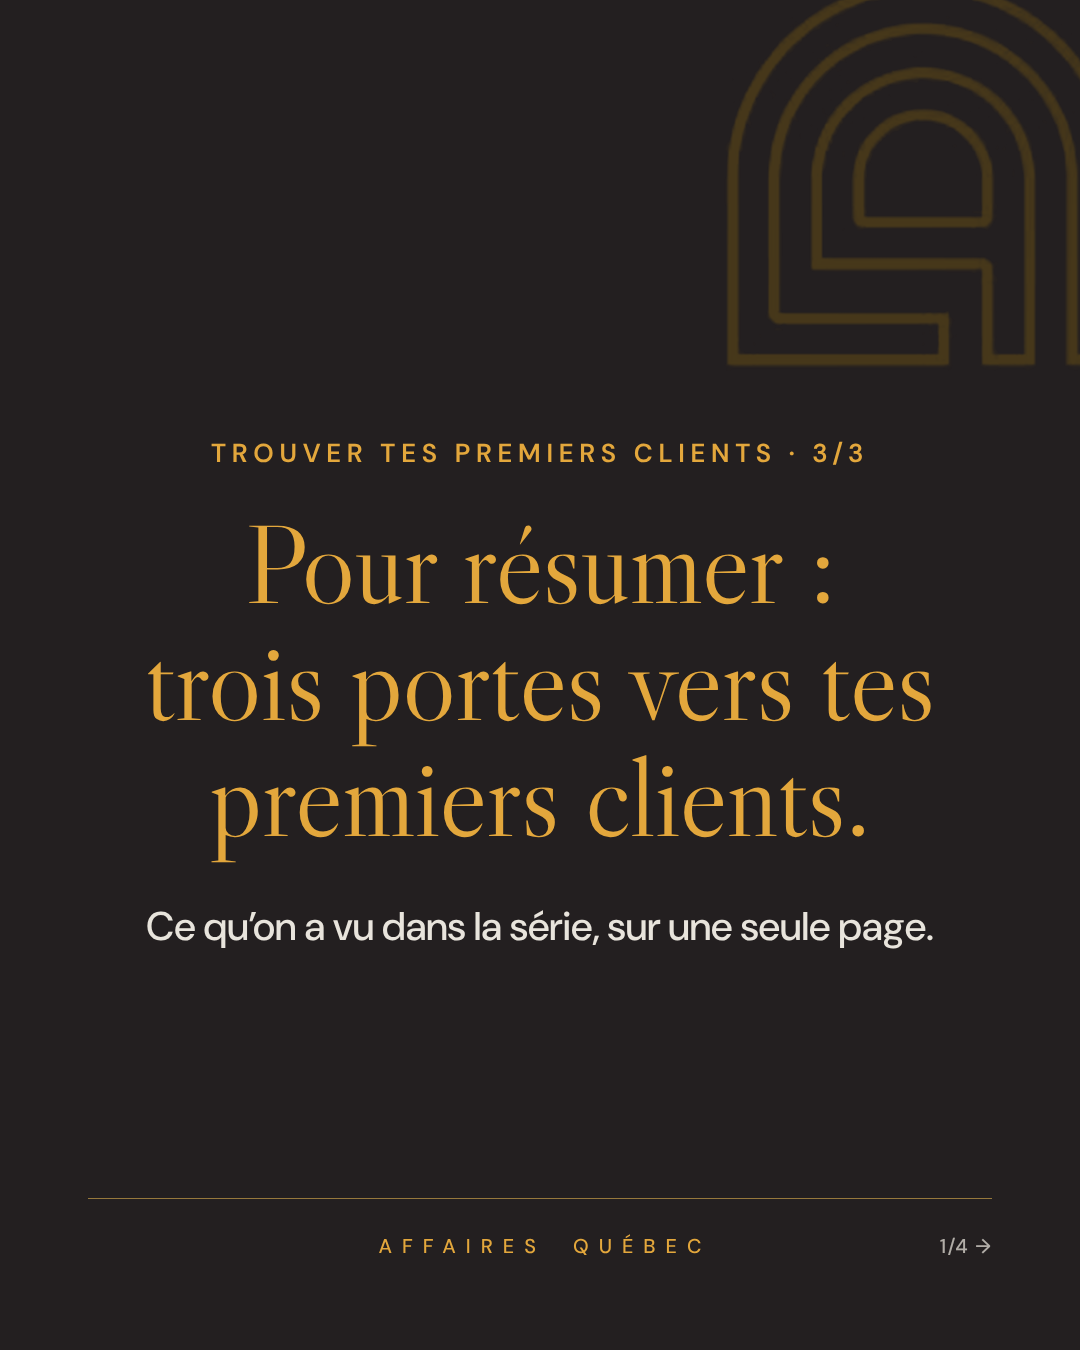 TROUVER TES PREMIERS CLIENTS · 3/3
Pour résumer :
trois portes vers tes
premiers clients.
Ce qu’on a vu dans la série, sur une seule page.
AFFAIRES QUÉBEC
1/4 →